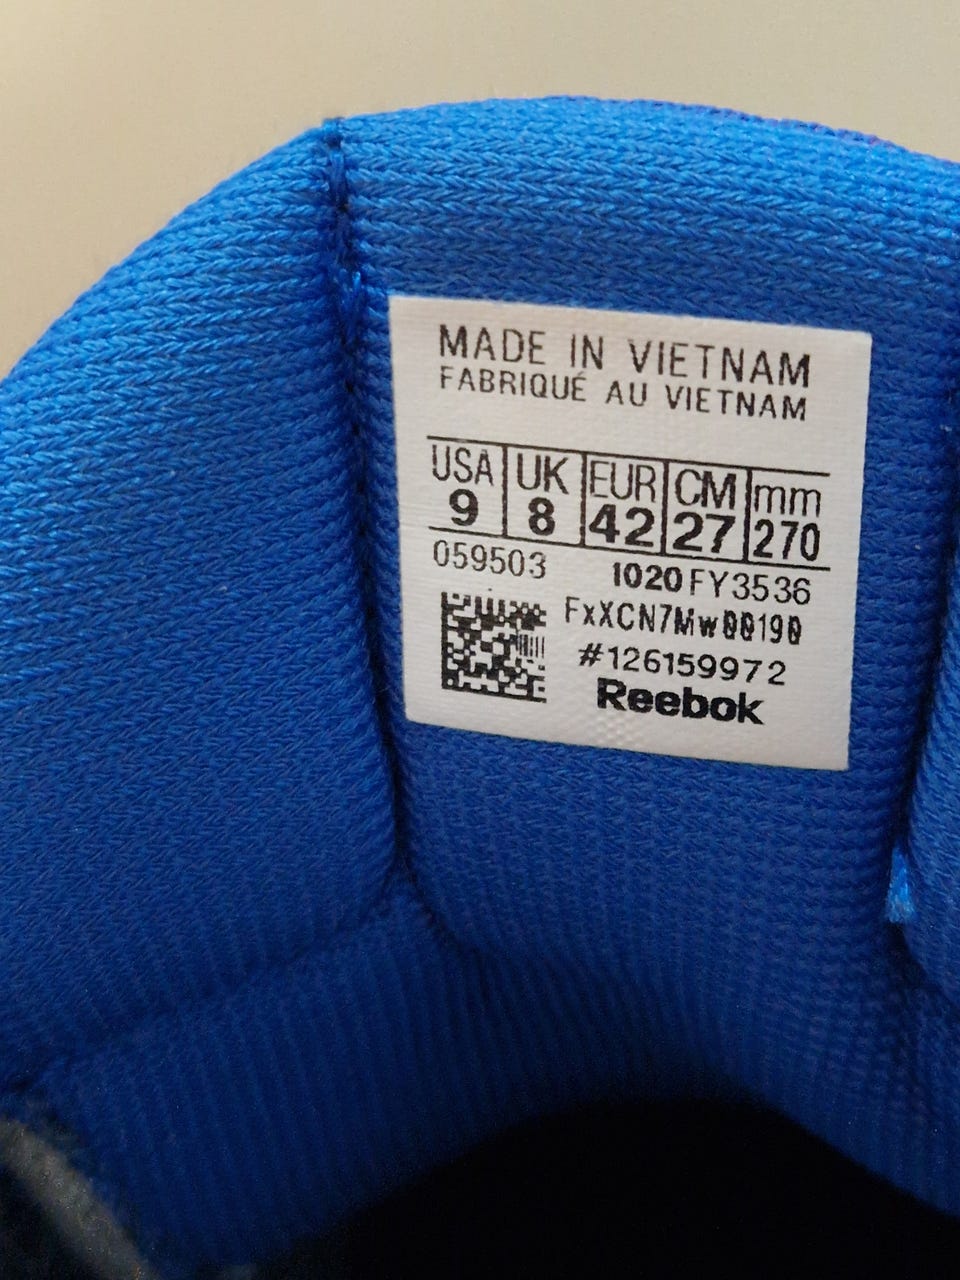 MADE IN VIETNAM
FABRIQUÉ AU VIETNAM
USA UK EUR CM mm
9 8 42 27 270
059503 1020 FY3536
FxXCN7Mw00190
#126159972
Reebok